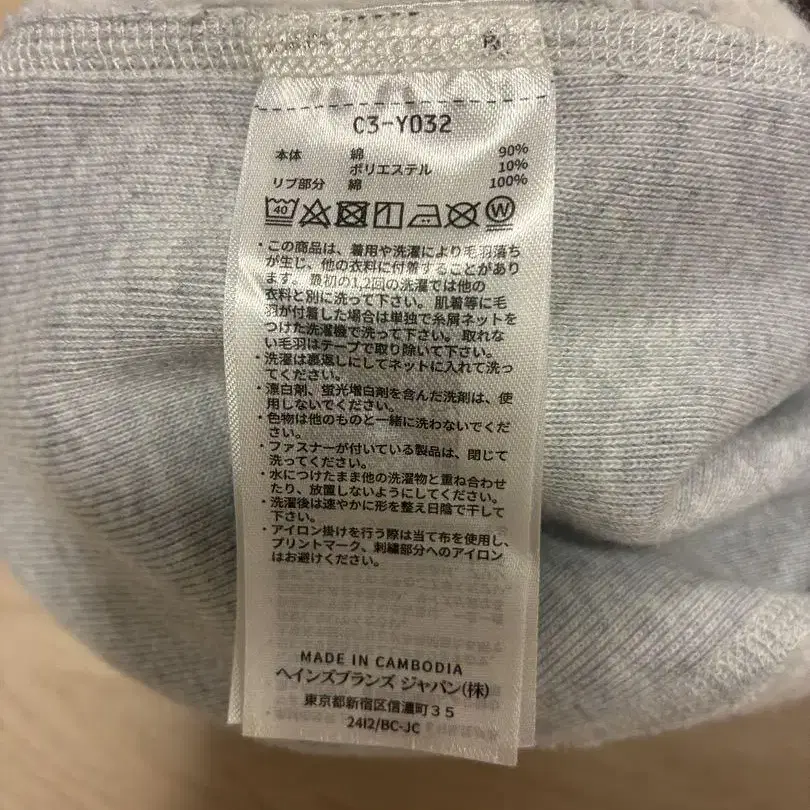 C3-Y032
本体 綿 90%
ポリエステル 10%
リブ部分 綿 100%
40 W
・この商品は、着用や洗濯により毛羽落ち
が生じ、他の衣料に付着することがあり
ます。最初の1,2回の洗濯では他の
衣料と別に洗って下さい。肌着等に毛
羽が付着した場合は単独で糸屑ネットを
つけた洗濯機で洗って下さい。取れな
い毛羽はテープで取り除いて下さい。
・洗濯は裏返しにしてネットに入れて洗っ
てください。
・漂白剤、蛍光増白剤を含んだ洗剤は、使
用しないでください。
・色物は他のものと一緒に洗わないでくだ
さい。
・ファスナーが付いている製品は、閉じて
洗ってください。
・水につけたまま他の洗濯物と重ね合わせ
たり、放置しないようにしてください。
・洗濯後は速やかに形を整え日陰で干して
下さい。
・アイロン掛けを行う際は当て布を使用し、
プリントマーク、刺繍部分へのアイロン
はお避けください。
MADE IN CAMBODIA
ヘインズブランズ ジャパン(株)
東京都新宿区信濃町35
2412/BC-JC